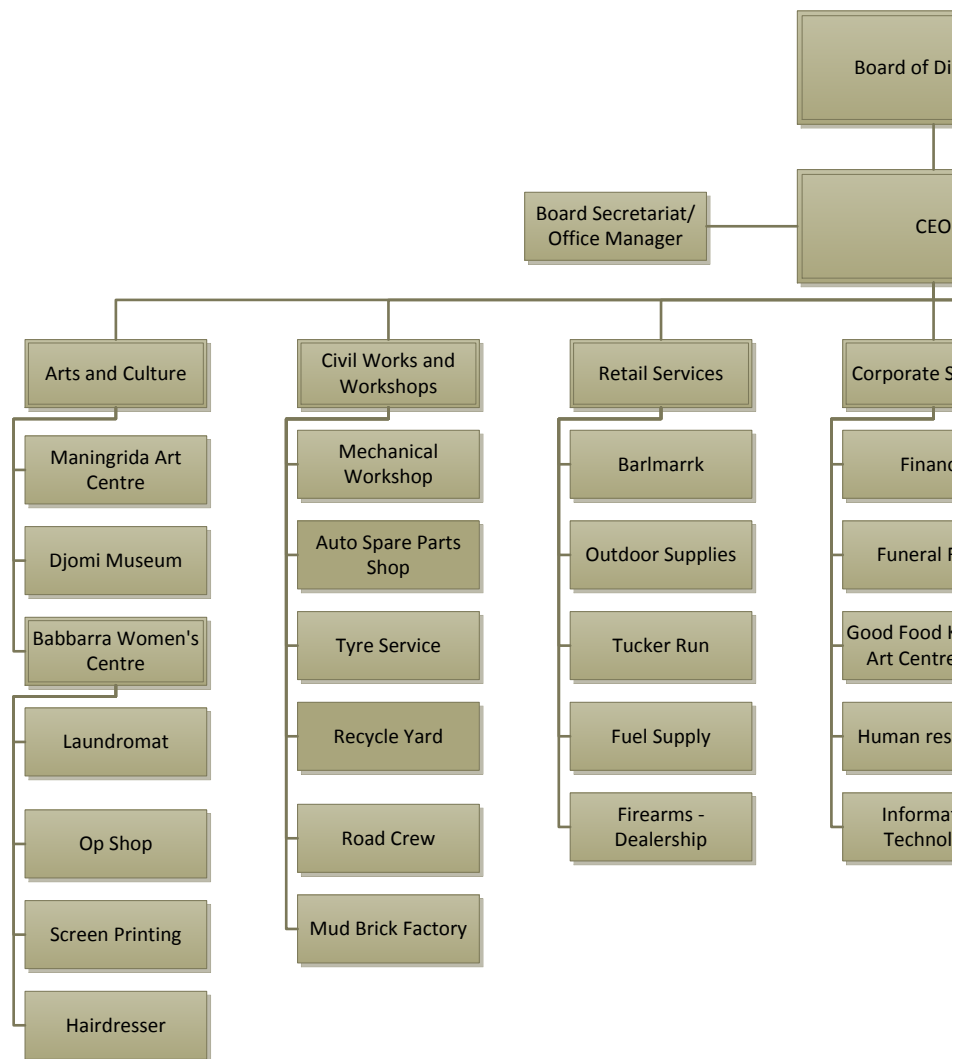 Board of Di
Board Secretariat/
Office Manager
CEO
Arts and Culture
Civil Works and
Workshops
Retail Services
Corporate S
Maningrida Art
Centre
Djomi Museum
Babbarra Women's
Centre
Laundromat
Op Shop
Screen Printing
Hairdresser
Mechanical
Workshop
Auto Spare Parts
Shop
Tyre Service
Recycle Yard
Road Crew
Mud Brick Factory
Barlmarrk
Outdoor Supplies
Tucker Run
Fuel Supply
Firearms -
Dealership
Financ
Funeral F
Good Food K
Art Centre
Human res
Informat
Technol